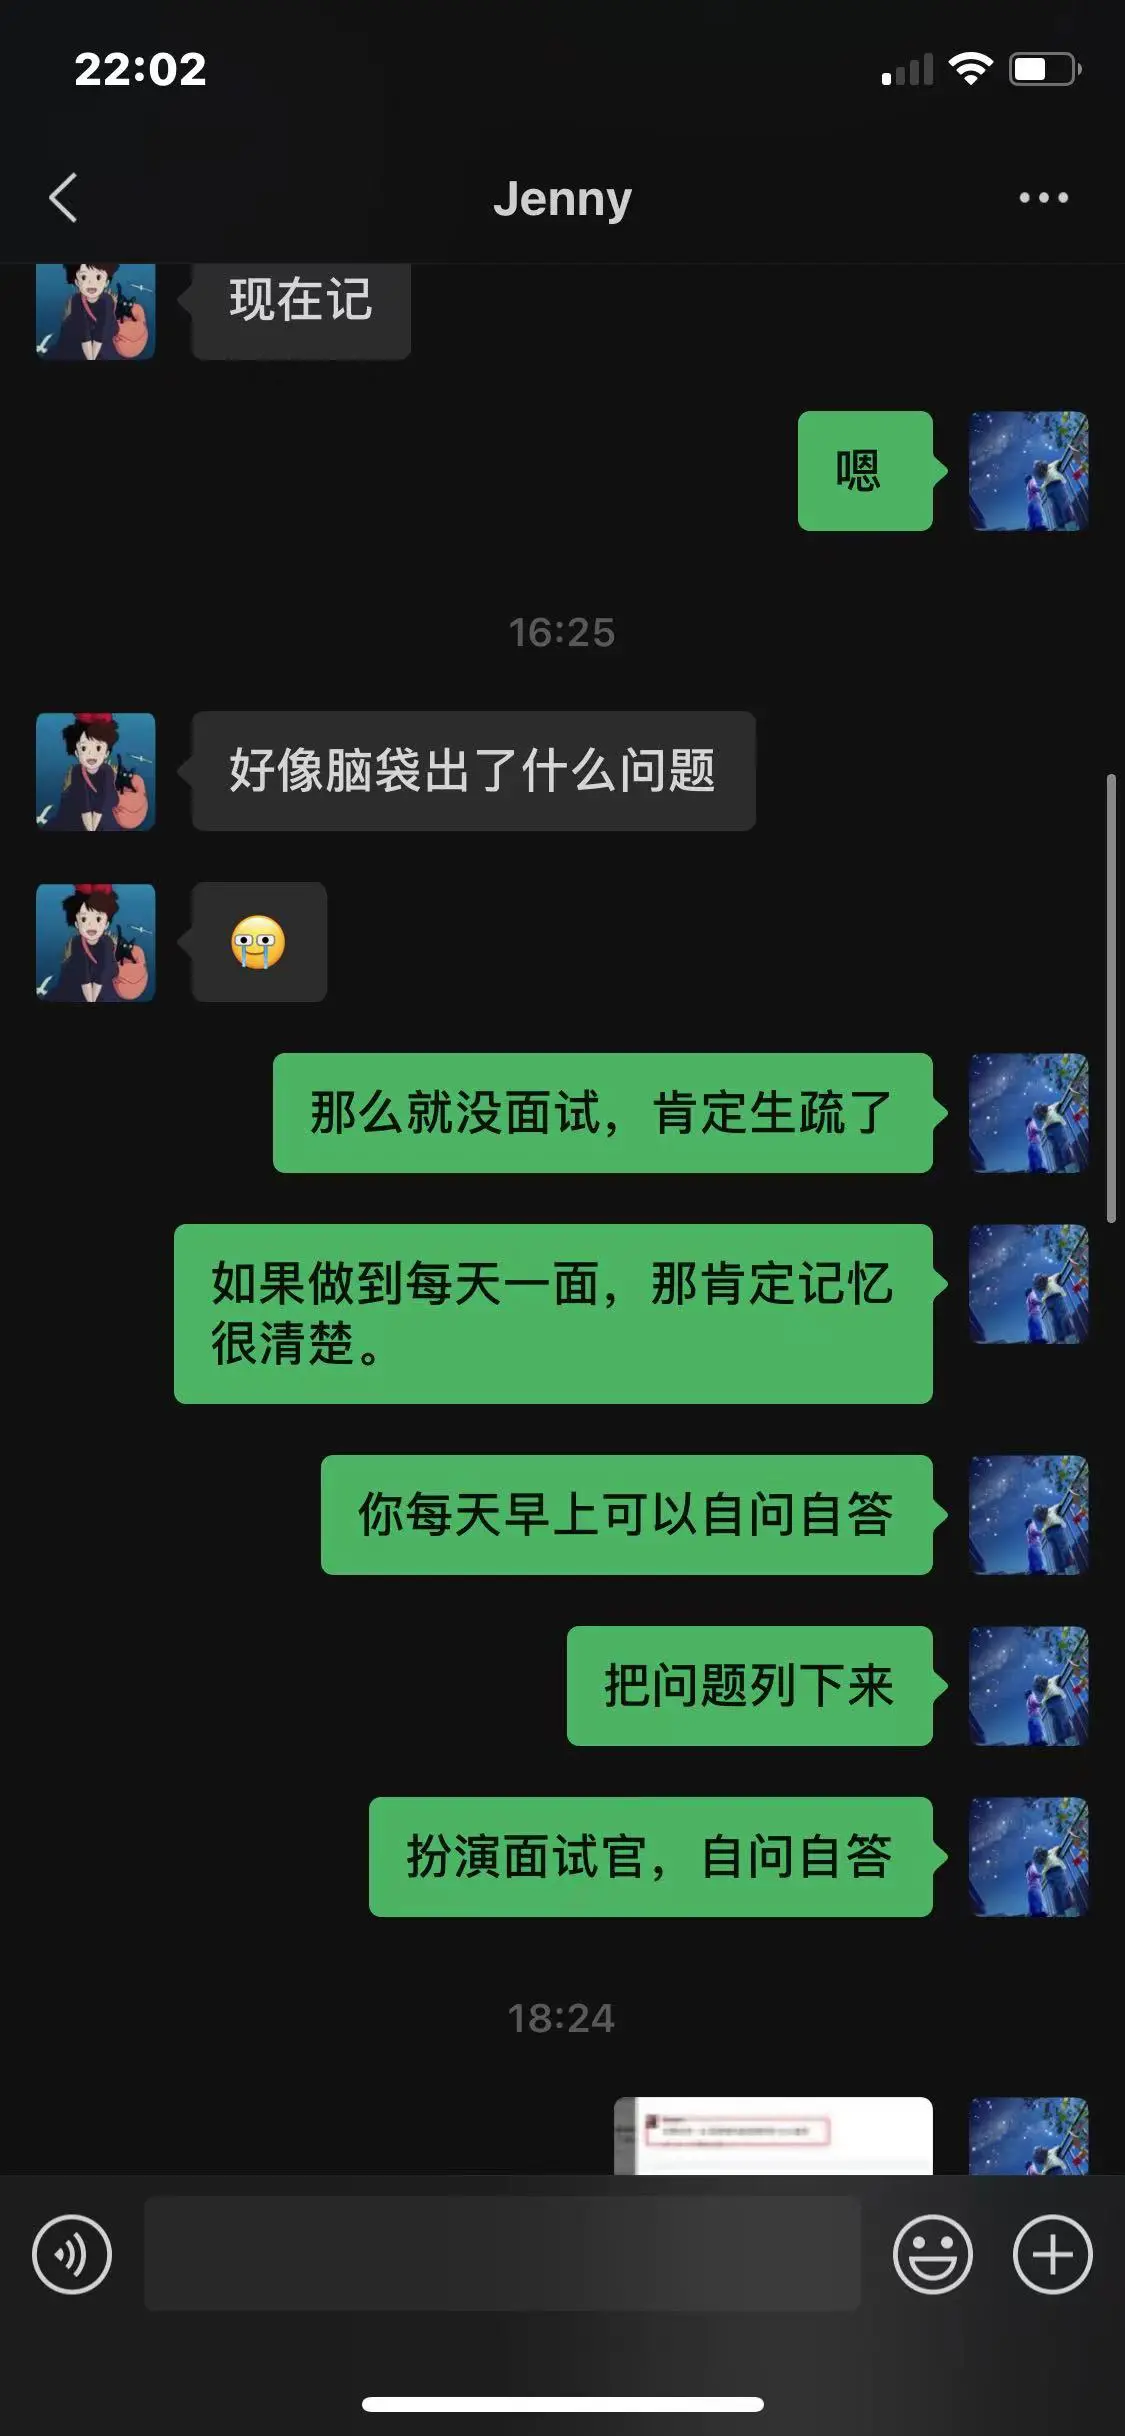 22:02
Jenny
现在记
嗯
16:25
好像脑袋出了什么问题
那么就没面试，肯定生疏了
如果做到每天一面，那肯定记忆
很清楚。
你每天早上可以自问自答
把问题列下来
扮演面试官，自问自答
18:24